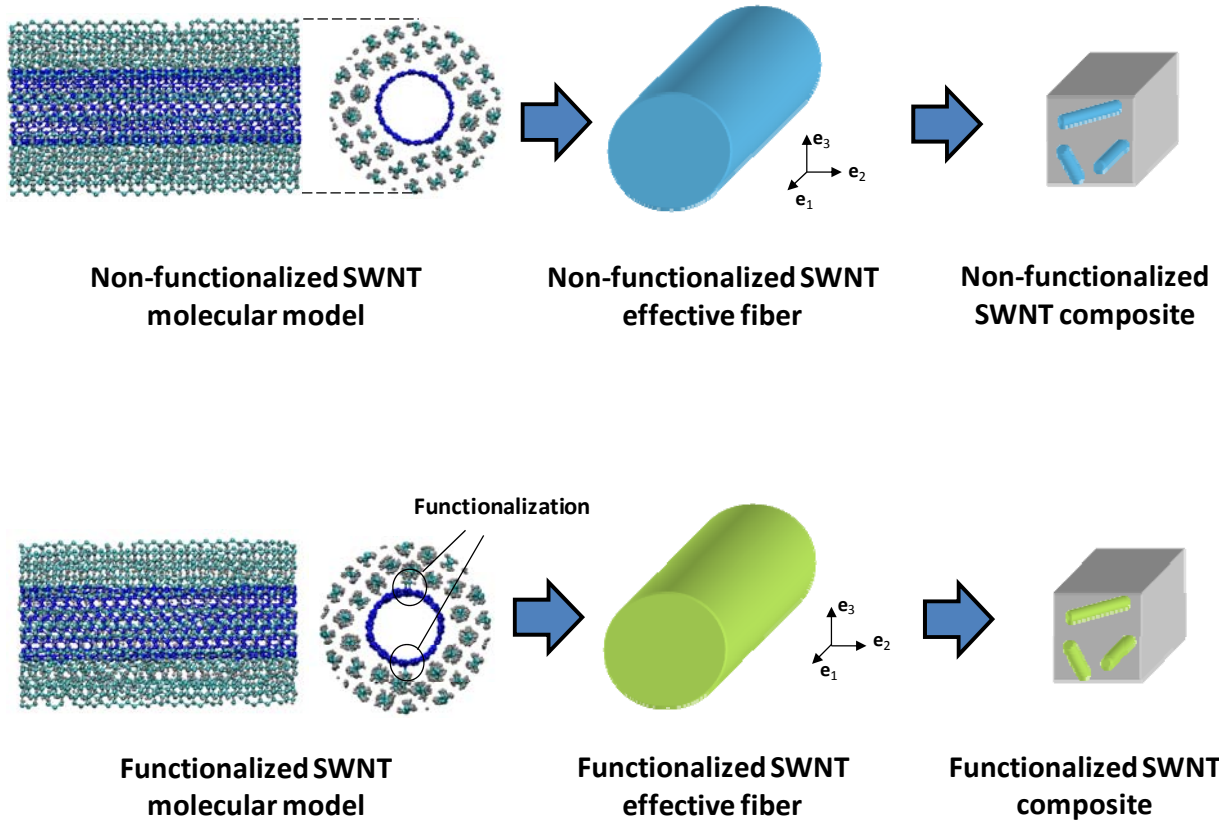 e3
e2
e1
Non-functionalized SWNT
molecular model
Non-functionalized SWNT
effective fiber
Non-functionalized
SWNT composite
Functionalization
e3
e2
e1
Functionalized SWNT
molecular model
Functionalized SWNT
effective fiber
Functionalized SWNT
composite